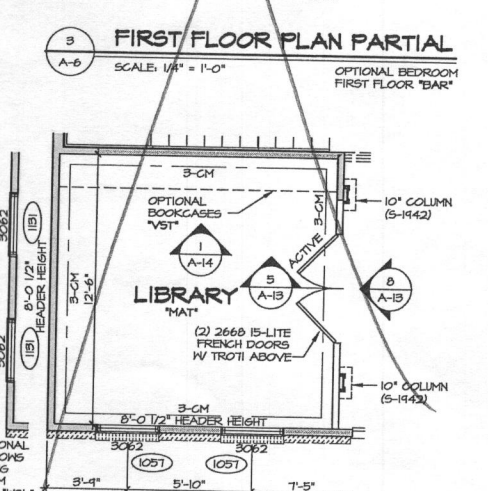 3
A-6
FIRST FLOOR PLAN PARTIAL
SCALE: 1/4" = 1'-0"
OPTIONAL BEDROOM
FIRST FLOOR "BAR"
3-CM
OPTIONAL
BOOKCASES
"VST"
3-CM
10" COLUMN
(S-1942)
3062
1131
8'-0 1/2"
HEADER HEIGHT
3-CM
12'-6"
1
A-14
ACTIVE
5
A-13
8
A-13
LIBRARY
"MAT"
(2) 2668 15-LITE
FRENCH DOORS
W/ TR071 ABOVE
3062
1131
10" COLUMN
(S-1942)
3-CM
8'-0 1/2" HEADER HEIGHT
3062
3062
1057
1057
3'-9"
5'-10"
7'-5"